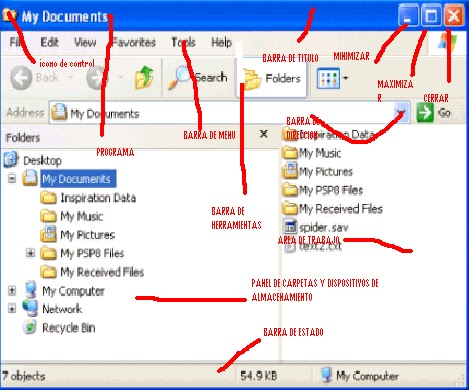 My Documents
File Edit View Favorites Tools Help
icono de control
BARRA DE TITULO
MINIMIZAR
MAXIMIZA
R
CERRAR
Back Search Folders
Address My Documents Go
PROGRAMA
BARRA DE MENU
BARRA DE
DIRECCION
Folders X
Desktop
My Documents
Inspiration Data
My Music
My Pictures
My PSP8 Files
My Received Files
My Computer
Network
Recycle Bin
BARRA DE
HERRAMIENTAS
Inspiration Data
My Music
My Pictures
My PSP8 Files
My Received Files
spider.sav
AREA DE TRABAJO
text2.txt
PANEL DE CARPETAS Y DISPOSITIVOS DE
ALMACENAMIENTO
BARRA DE ESTADO
7 objects 54.9 KB My Computer